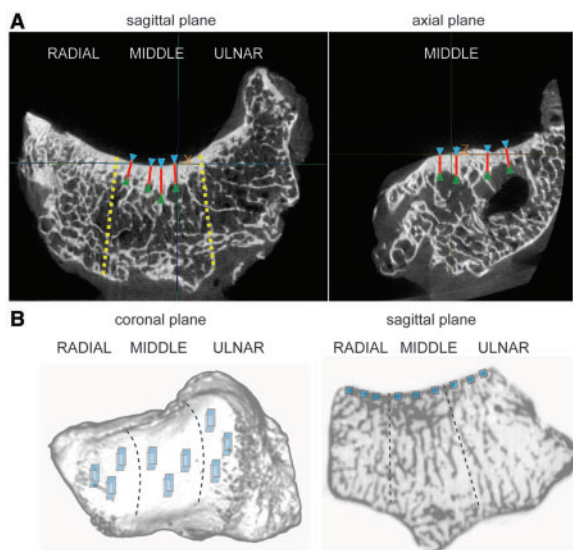 A
sagittal plane
axial plane
RADIAL MIDDLE ULNAR
MIDDLE
X
Z
B
coronal plane
sagittal plane
RADIAL MIDDLE ULNAR
RADIAL MIDDLE ULNAR